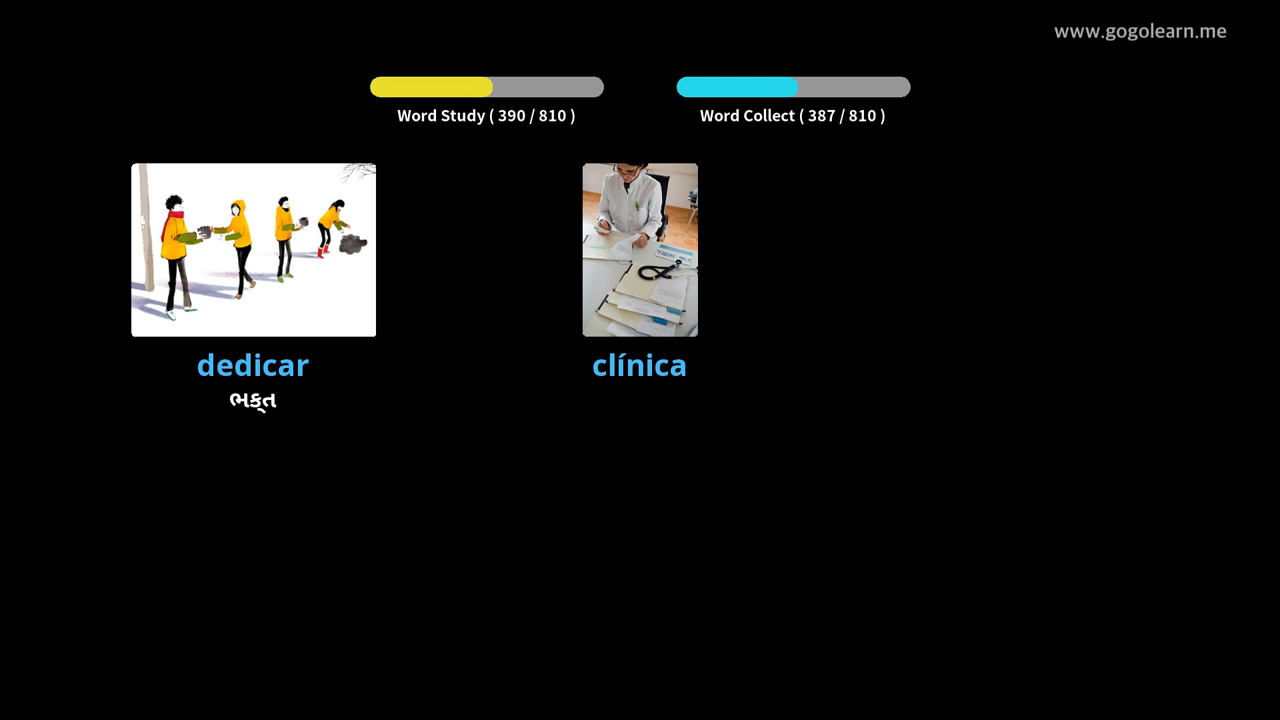 www.gogolearn.me
Word Study ( 390 / 810 )
Word Collect ( 387 / 810 )
dedicar
ભક્ત
clínica